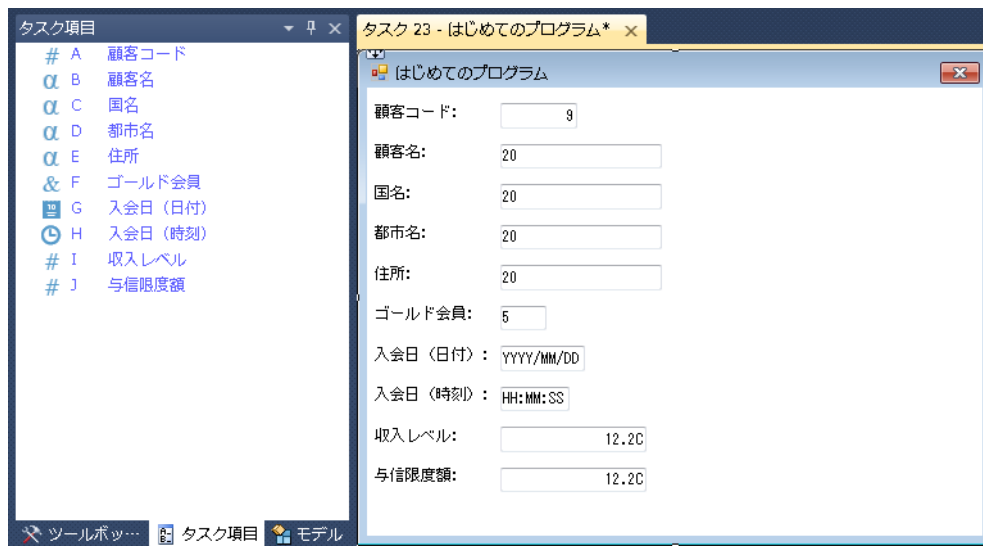 タスク項目
# A 顧客コード
α B 顧客名
α C 国名
α D 都市名
α E 住所
& F ゴールド会員
G 入会日（日付）
H 入会日（時刻）
# I 収入レベル
# J 与信限度額
ツールボッ… タスク項目 モデル
タスク 23 - はじめてのプログラム*
はじめてのプログラム
顧客コード: 9
顧客名: 20
国名: 20
都市名: 20
住所: 20
ゴールド会員: 5
入会日（日付）: YYYY/MM/DD
入会日（時刻）: HH:MM:SS
収入レベル: 12.2C
与信限度額: 12.2C